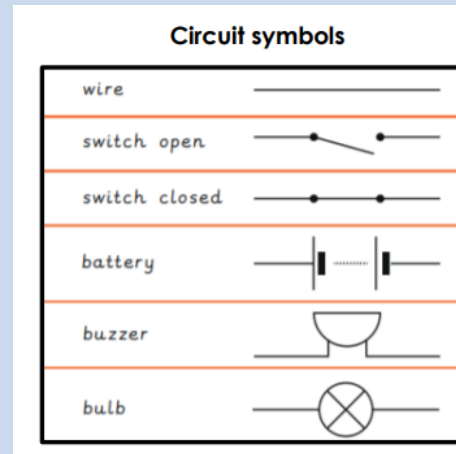 Circuit symbols
wire
switch open
switch closed
battery
buzzer
bulb